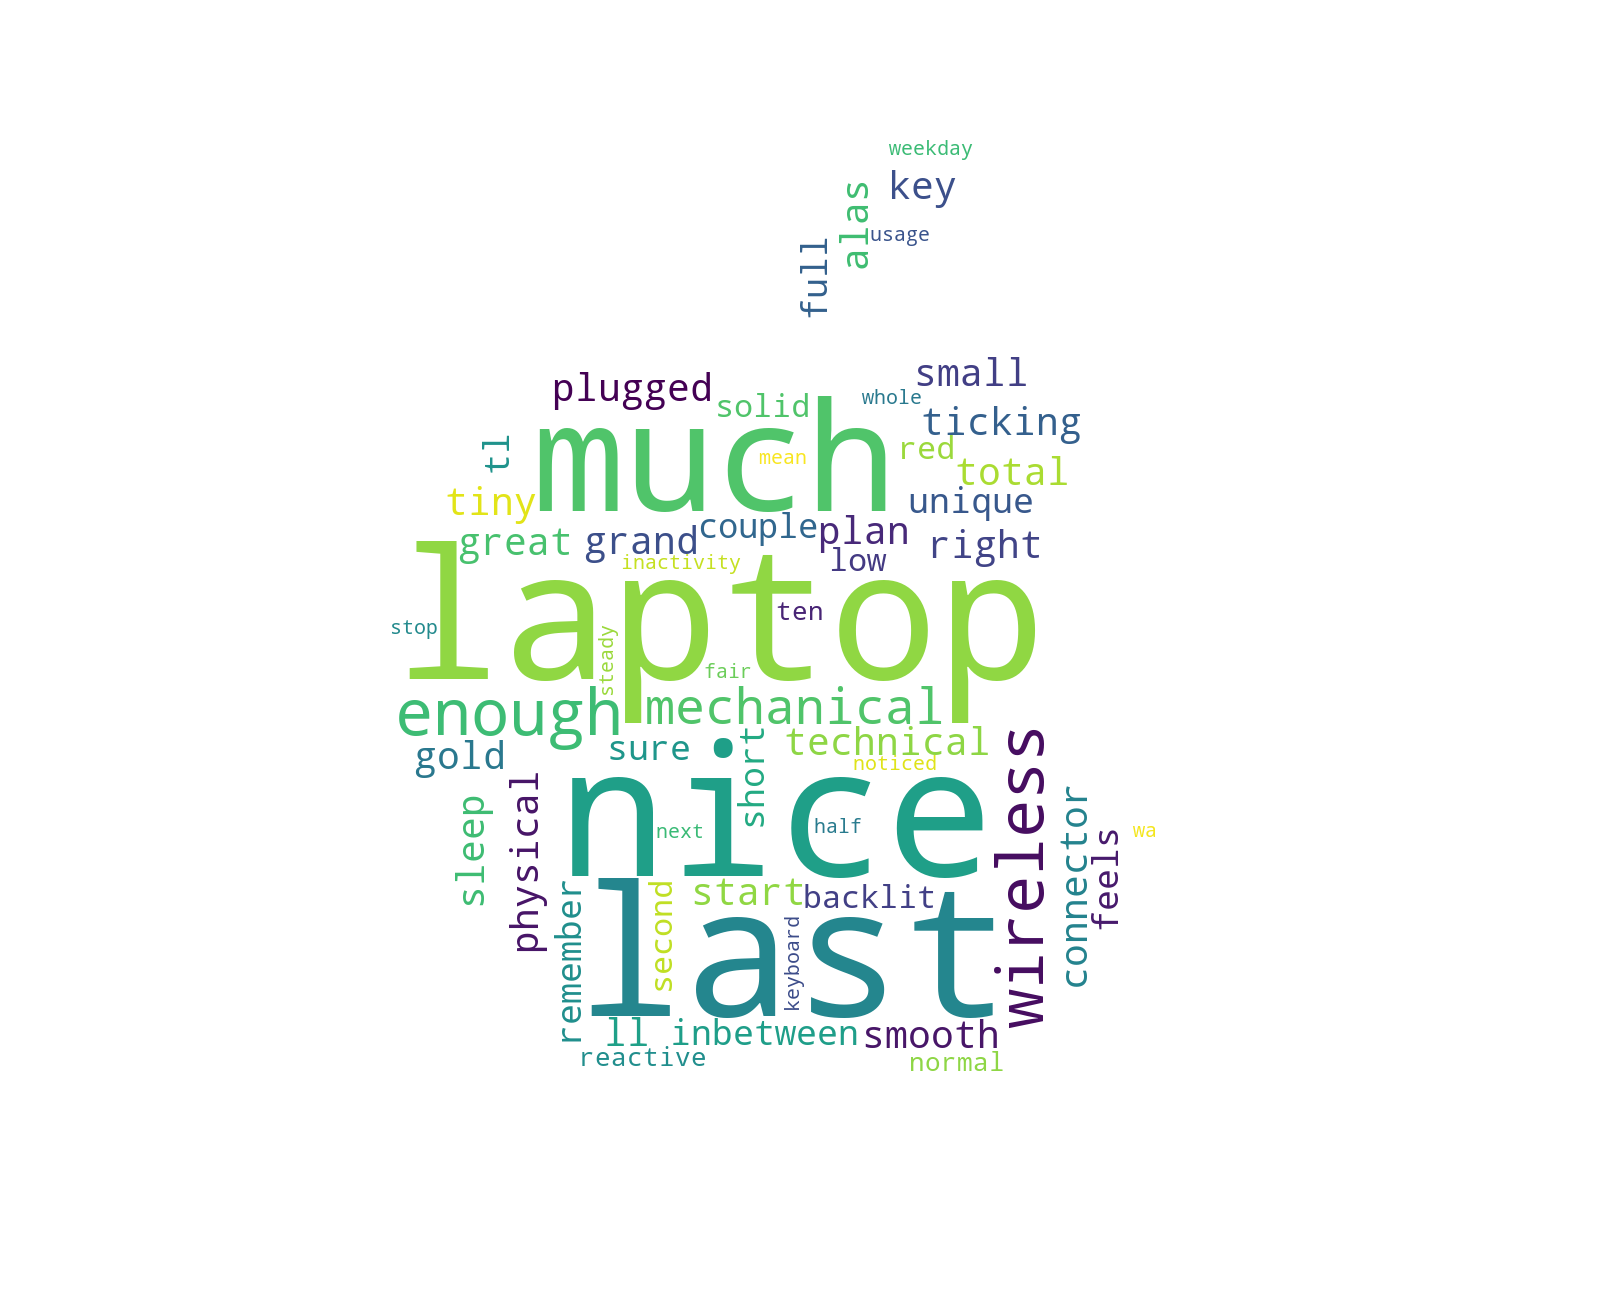 weekday
key
alas
usage
full
small
plugged
whole
solid
ticking
much
red
tl
mean
total
tiny
unique
couple
plan
great
grand
right
low
inactivity
laptop
ten
stop
steady
fair
enough
mechanical
wireless
sure
short
technical
gold
noticed
nice
physical
sleep
connector
next
half
feels
wa
remember
second
start
backlit
last
keyboard
ll
inbetween
smooth
reactive
normal